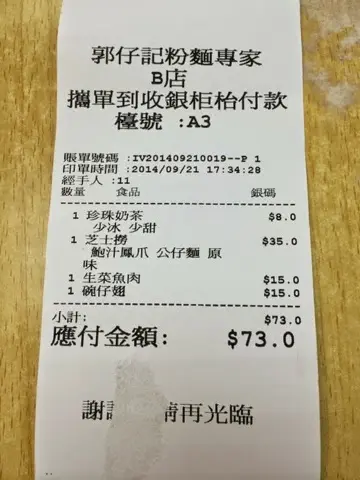 郭仔記粉麵專家
B店
攜單到收銀柜枱付款
檯號 :A3
賬單號碼 :IV201409210019--P 1
印單時間 :2014/09/21 17:34:28
經手人 :11
數量 食品 銀碼
1 珍珠奶茶 $8.0
少冰 少甜
1 芝士撈 $35.0
鮑汁鳳爪 公仔麵 原
味
1 生菜魚肉 $15.0
1 碗仔翅 $15.0
小計: $73.0
應付金額: $73.0
謝 請再光臨